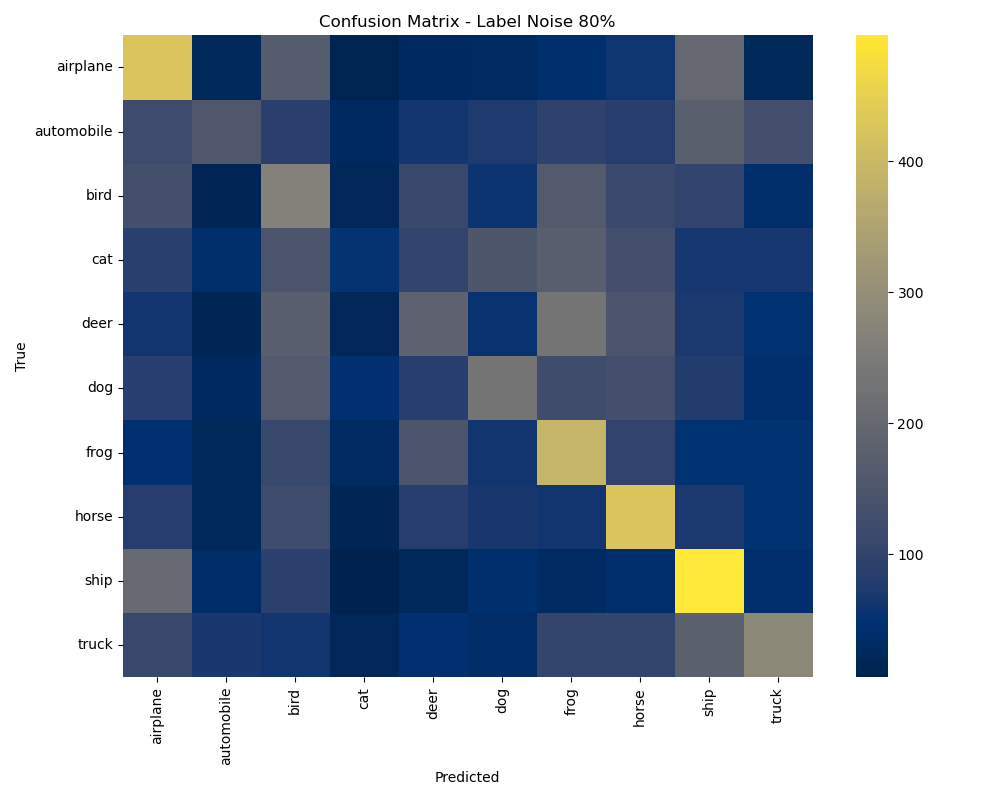 Confusion Matrix - Label Noise 80%
airplane
automobile
bird
cat
deer
dog
frog
horse
ship
truck
True
airplane
automobile
bird
cat
deer
dog
frog
horse
ship
truck
Predicted
400
300
200
100